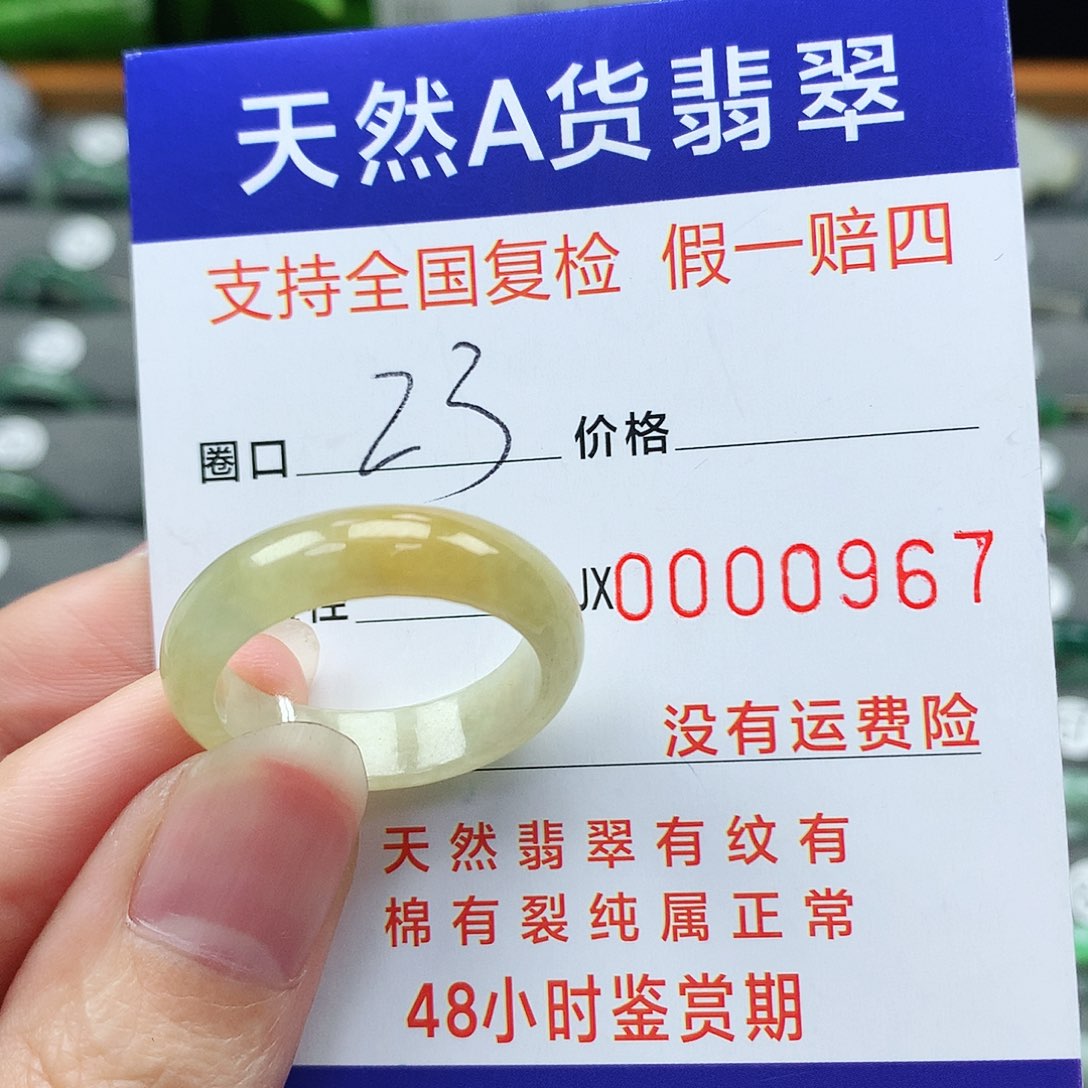 天然A货翡翠
支持全国复检 假一赔四
圈口 23 价格
径 JX0000967
没有运费险
天然翡翠有纹有
棉有裂纯属正常
48小时鉴赏期